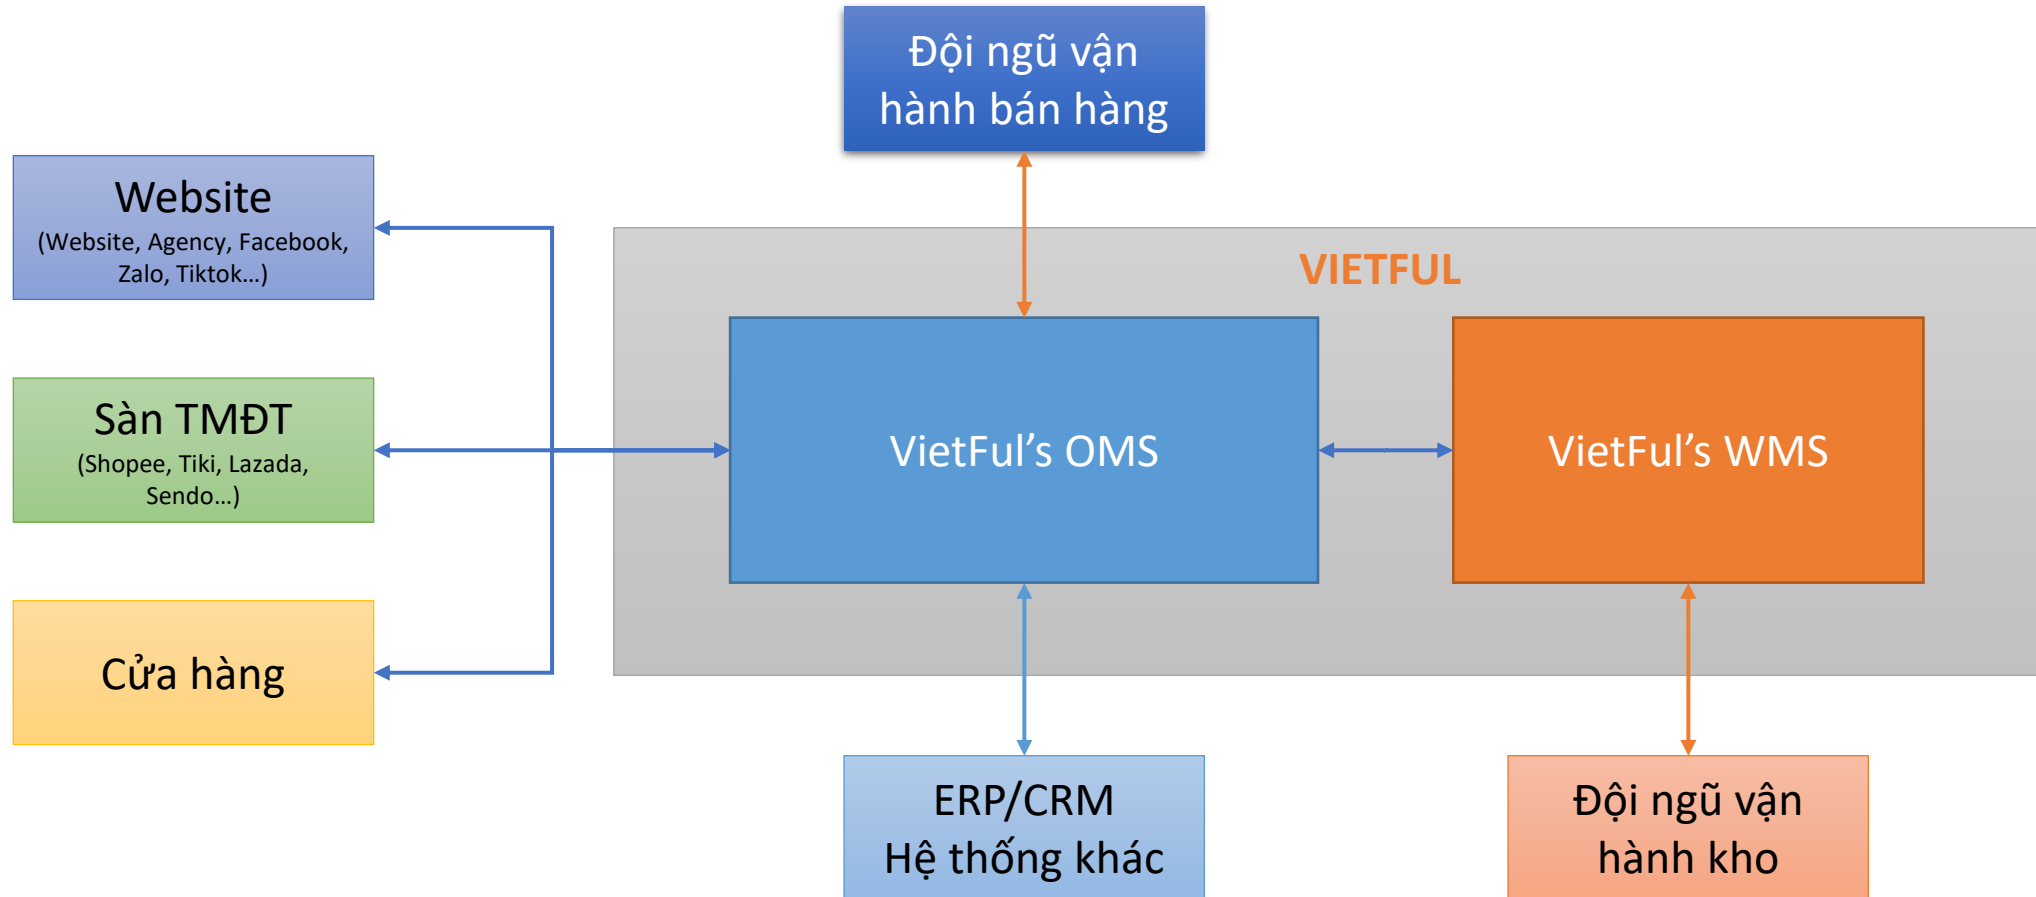 Đội ngũ vận
hành bán hàng
Website
(Website, Agency, Facebook,
Zalo, Tiktok…)
VIETFUL
Sàn TMĐT
(Shopee, Tiki, Lazada,
Sendo…)
VietFul’s OMS
VietFul’s WMS
Cửa hàng
ERP/CRM
Hệ thống khác
Đội ngũ vận
hành kho